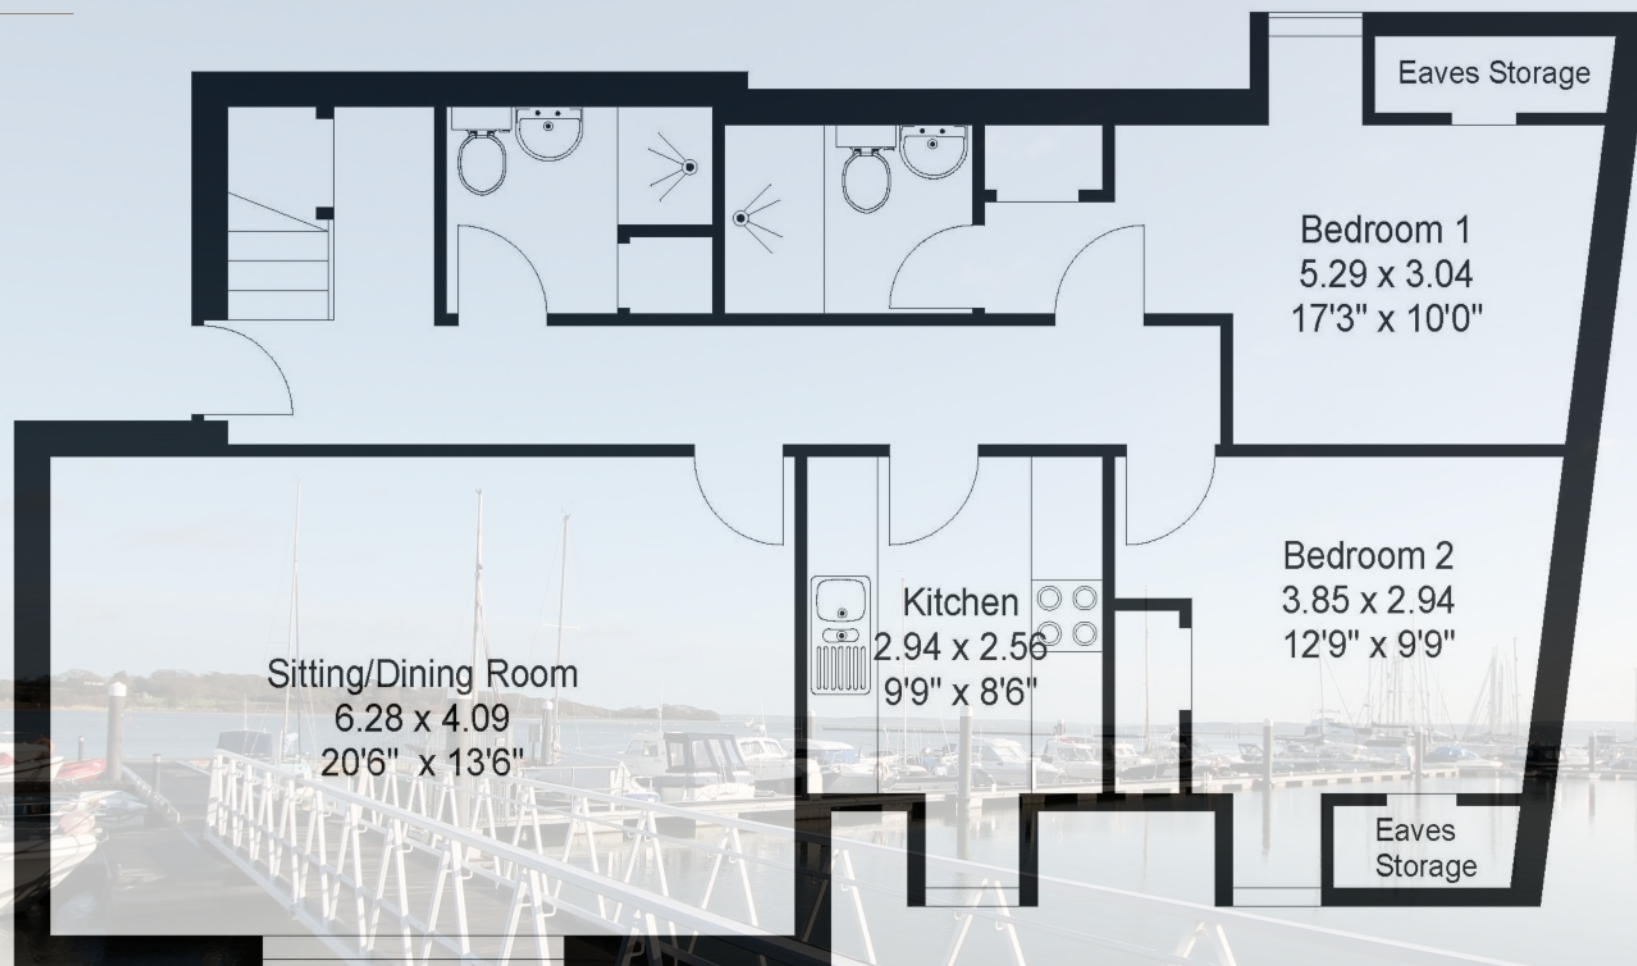 Eaves Storage
Bedroom 1
5.29 x 3.04
17'3" x 10'0"
Bedroom 2
3.85 x 2.94
12'9" x 9'9"
Kitchen
2.94 x 2.56
9'9" x 8'6"
Sitting/Dining Room
6.28 x 4.09
20'6" x 13'6"
Eaves
Storage